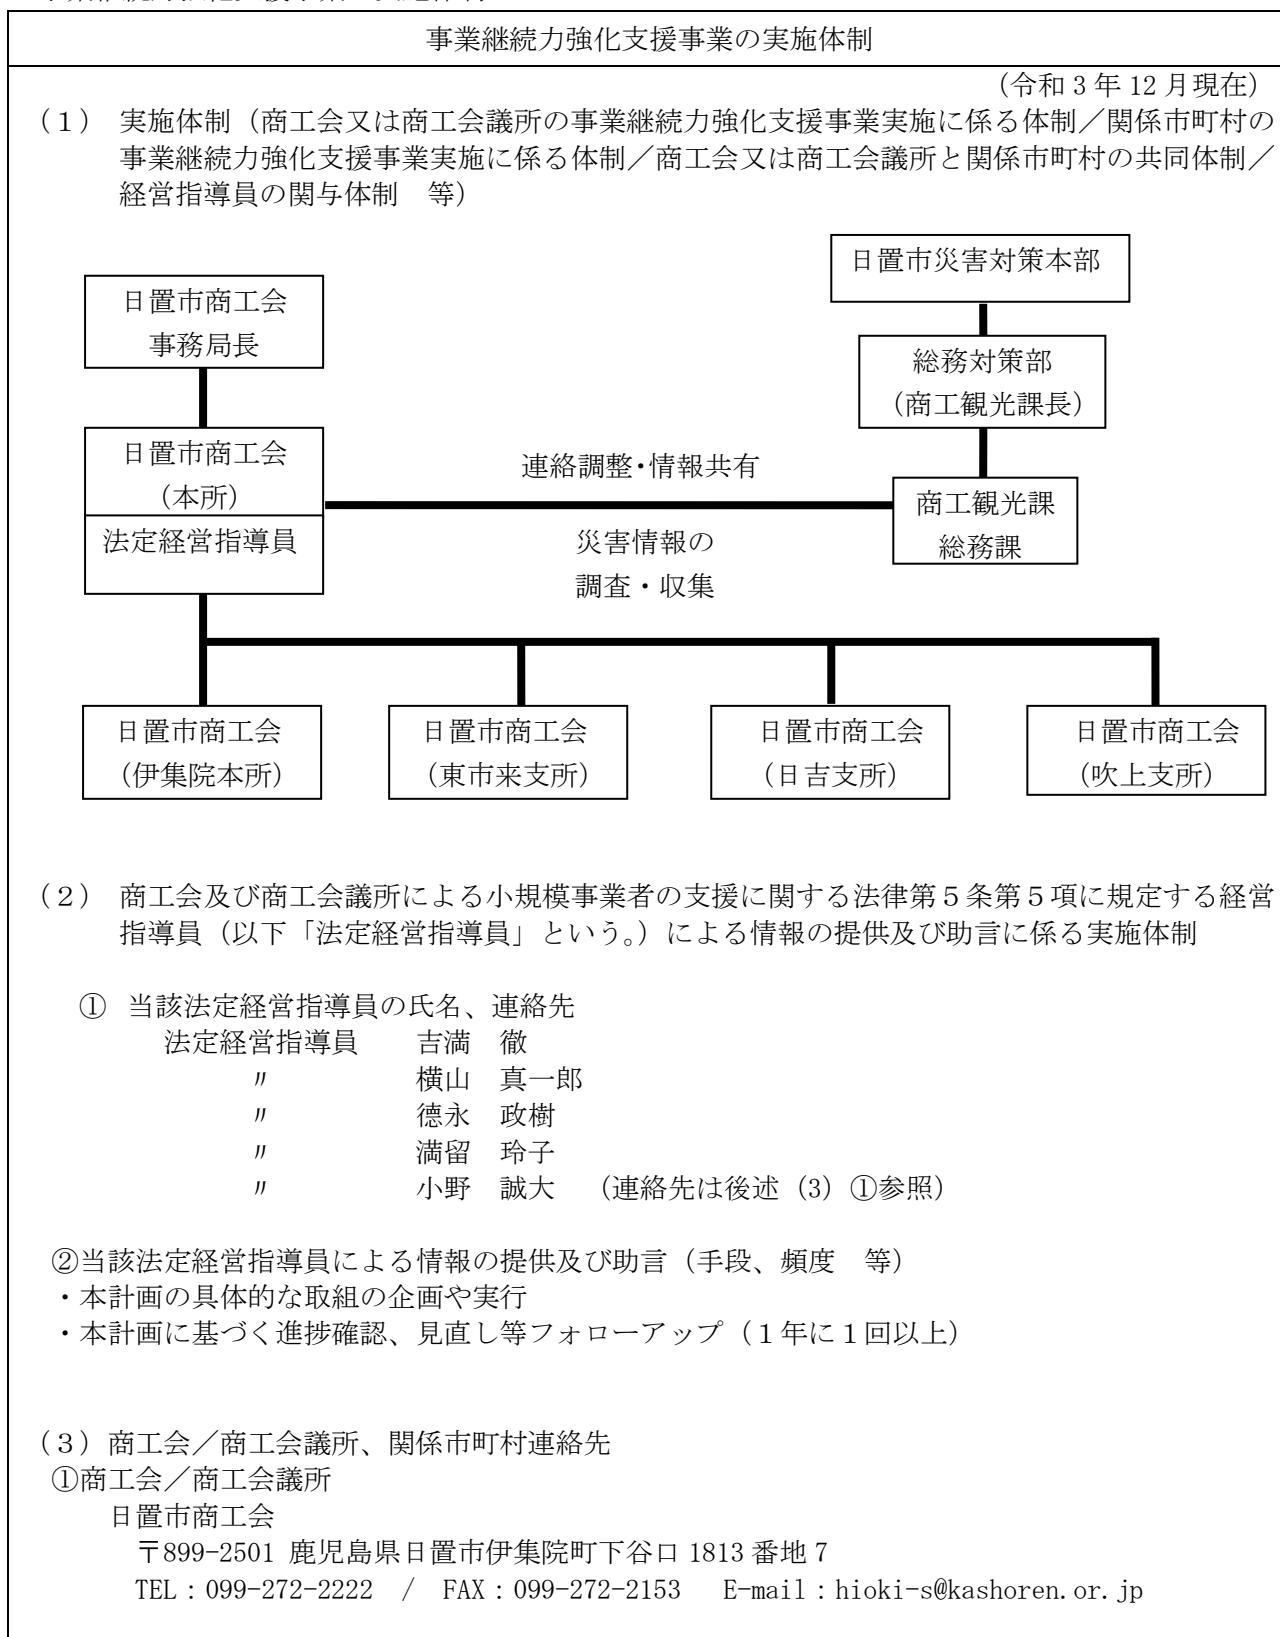 事業継続力強化支援事業の実施体制
（令和 3 年 12 月現在）
（１） 実施体制（商工会又は商工会議所の事業継続力強化支援事業実施に係る体制／関係市町村の
事業継続力強化支援事業実施に係る体制／商工会又は商工会議所と関係市町村の共同体制／
経営指導員の関与体制　等）
日置市災害対策本部
日置市商工会
事務局長
総務対策部
（商工観光課長）
日置市商工会
（本所）
法定経営指導員
連絡調整・情報共有
災害情報の
調査・収集
商工観光課
総務課
日置市商工会
（伊集院本所）
日置市商工会
（東市来支所）
日置市商工会
（日吉支所）
日置市商工会
（吹上支所）
（２） 商工会及び商工会議所による小規模事業者の支援に関する法律第５条第５項に規定する経営
指導員（以下「法定経営指導員」という。）による情報の提供及び助言に係る実施体制
① 当該法定経営指導員の氏名、連絡先
法定経営指導員　吉満　徹
〃　横山　真一郎
〃　德永　政樹
〃　満留　玲子
〃　小野　誠大　（連絡先は後述（3）①参照）
②当該法定経営指導員による情報の提供及び助言（手段、頻度　等）
・本計画の具体的な取組の企画や実行
・本計画に基づく進捗確認、見直し等フォローアップ（１年に１回以上）
（３）商工会／商工会議所、関係市町村連絡先
①商工会／商工会議所
日置市商工会
〒899-2501 鹿児島県日置市伊集院町下谷口 1813 番地 7
TEL：099-272-2222 / FAX：099-272-2153 E-mail：hioki-s@kashoren.or.jp